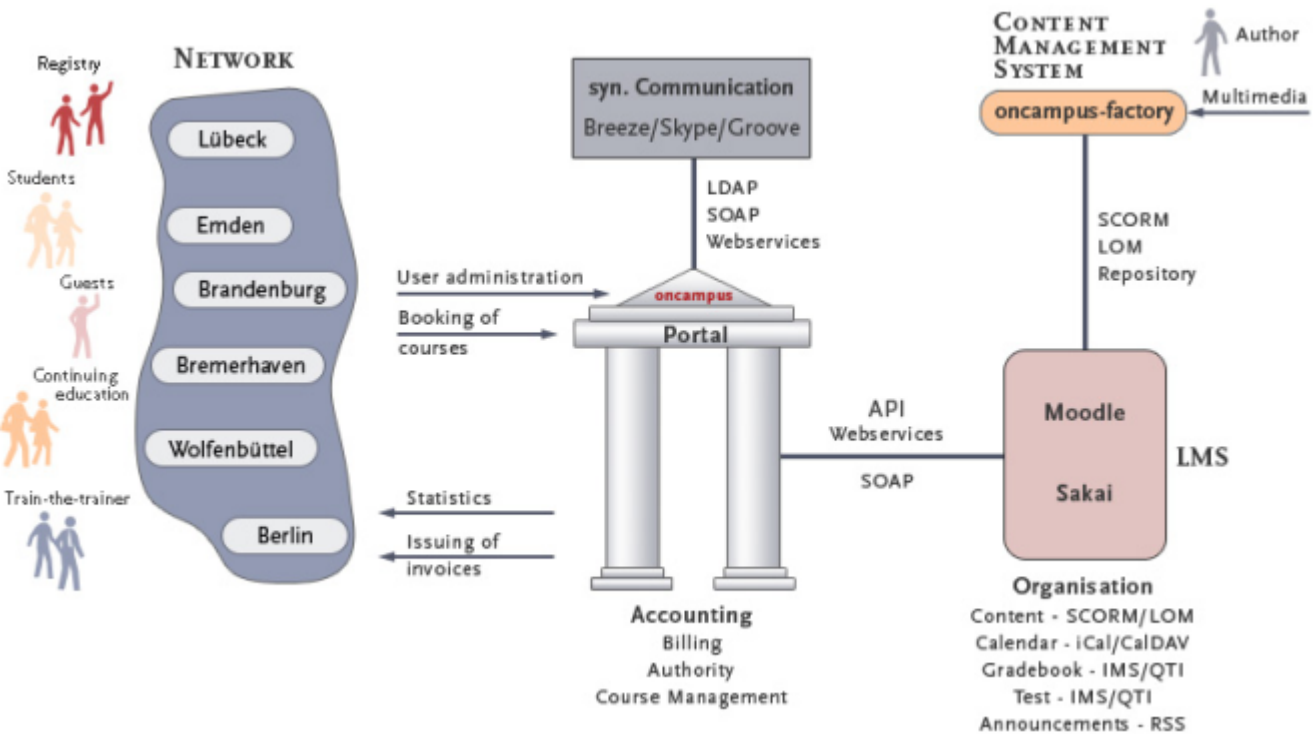 NETWORK
Registry
Students
Guests
Continuing
education
Train-the-trainer
Lübeck
Emden
Brandenburg
Bremerhaven
Wolfenbüttel
Berlin
User administration
Booking of
courses
Statistics
Issuing of
invoices
syn. Communication
Breeze/Skype/Groove
LDAP
SOAP
Webservices
oncampus
Portal
Accounting
Billing
Authority
Course Management
API
Webservices
SOAP
CONTENT
MANAGEMENT
SYSTEM
Author
Multimedia
oncampus-factory
SCORM
LOM
Repository
Moodle
Sakai
LMS
Organisation
Content - SCORM/LOM
Calendar - iCal/CalDAV
Gradebook - IMS/QTI
Test - IMS/QTI
Announcements - RSS